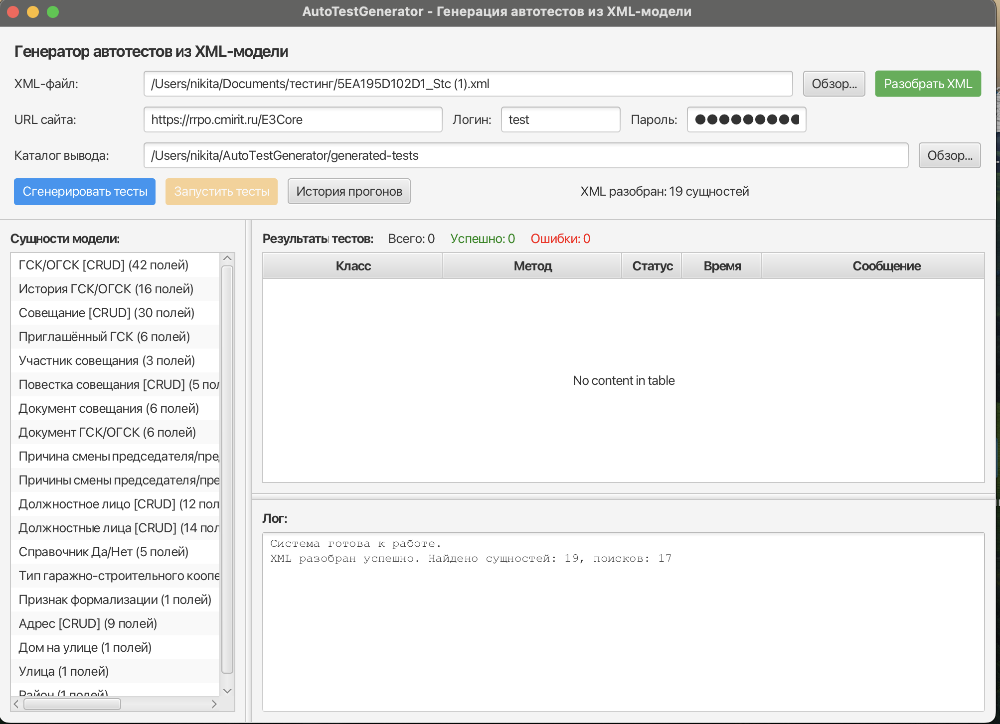 AutoTestGenerator - Генерация автотестов из XML-модели
Генератор автотестов из XML-модели
XML-файл: /Users/nikita/Documents/тестинг/5EA195D102D1_Stc (1).xml Обзор... Разобрать XML
URL сайта: https://rrpo.cmirit.ru/E3Core Логин: test Пароль: ●●●●●●●●●
Каталог вывода: /Users/nikita/AutoTestGenerator/generated-tests Обзор...
Сгенерировать тесты Запустить тесты История прогонов XML разобран: 19 сущностей
Сущности модели:
ГСК/ОГСК [CRUD] (42 полей)
История ГСК/ОГСК (16 полей)
Совещание [CRUD] (30 полей)
Приглашённый ГСК (6 полей)
Участник совещания (3 полей)
Повестка совещания [CRUD] (5 пол
Документ совещания (6 полей)
Документ ГСК/ОГСК (6 полей)
Причина смены председателя/пред
Причины смены председателя/пре
Должностное лицо [CRUD] (12 пол
Должностные лица [CRUD] (14 пол
Справочник Да/Нет (5 полей)
Тип гаражно-строительного коопе
Признак формализации (1 полей)
Адрес [CRUD] (9 полей)
Дом на улице (1 полей)
Улица (1 полей)
Район (1 полей)
Результаты тестов: Всего: 0 Успешно: 0 Ошибки: 0
Класс Метод Статус Время Сообщение
No content in table
Лог:
Система готова к работе.
XML разобран успешно. Найдено сущностей: 19, поисков: 17